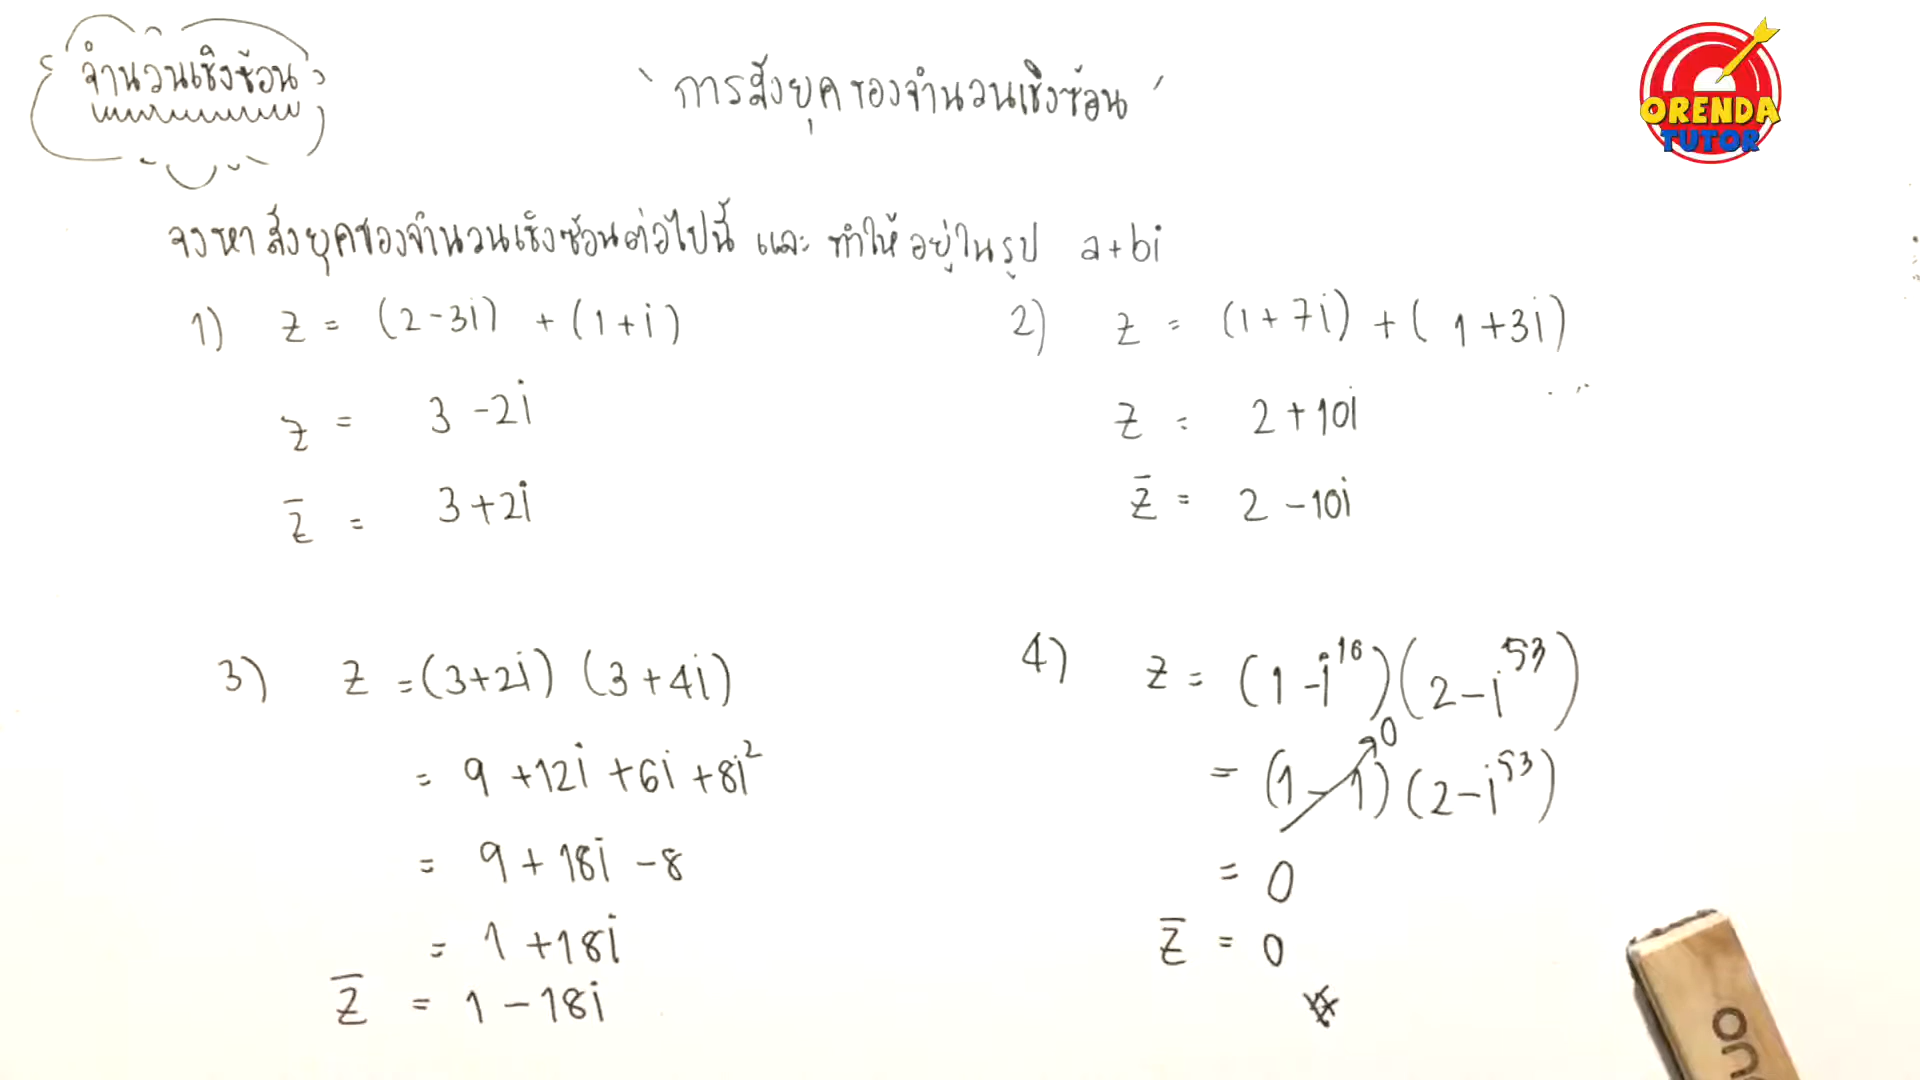 จำนวนเชิงซ้อน
" การสังยุคของจำนวนเชิงซ้อน "
ORENDA
TUTOR
จงหาสังยุคของจำนวนเชิงซ้อนต่อไปนี้ และ ทำให้อยู่ในรูป a+bi
1) z = (2-3i) + (1+i)
z = 3-2i
z̅ = 3+2i
2) z = (1+7i) + (1+3i)
z = 2+10i
z̅ = 2-10i
3) z = (3+2i) (3+4i)
= 9 +12i +6i +8i²
= 9 + 18i -8
= 1 +18i
z̅ = 1 - 18i
4) z = (1-i¹⁶)(2-i⁵³)
= (1-1)⁰ (2-i⁵³)
= 0
z̅ = 0
on